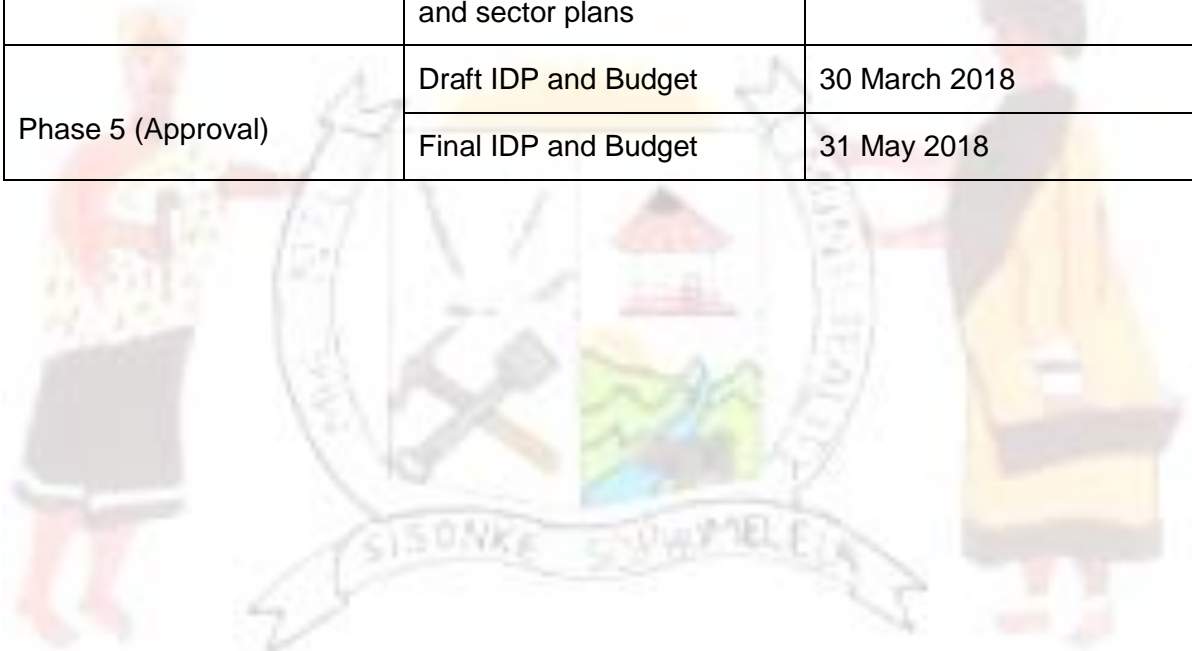 and sector plans
Draft IDP and Budget
30 March 2018
Phase 5 (Approval)
Final IDP and Budget
31 May 2018
SISONKE